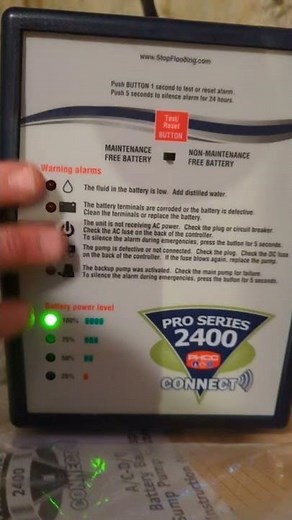 www.StopFlooding.com
Push BUTTON 1 second to test or reset alarm.
Push 5 seconds to silence alarm for 24 hours.
Test/
Reset
BUTTON
MAINTENANCE
FREE BATTERY
NON-MAINTENANCE
FREE BATTERY
Warning alarms
The fluid in the battery is low. Add distilled water.
The battery terminals are corroded or the battery is defective.
Clean the terminals or replace the battery.
The unit is not receiving AC power. Check the plug or circuit breaker.
Check the AC fuse on the back of the controller.
To silence the alarm during emergencies, press the button for 5 seconds.
The pump is defective or not connected. Check the plug. Check the DC fuse
on the back of the controller. If the fuse blows again, replace the pump.
The backup pump was activated. Check the main pump for failure.
To silence the alarm during emergencies, press the button for 5 seconds.
Battery power level
100%
75%
50%
25%
PRO SERIES
2400
PHCC
CONNECT
2400
CONNECT
A/C-D/C
Battery Ba
Sump Pump
nstruction